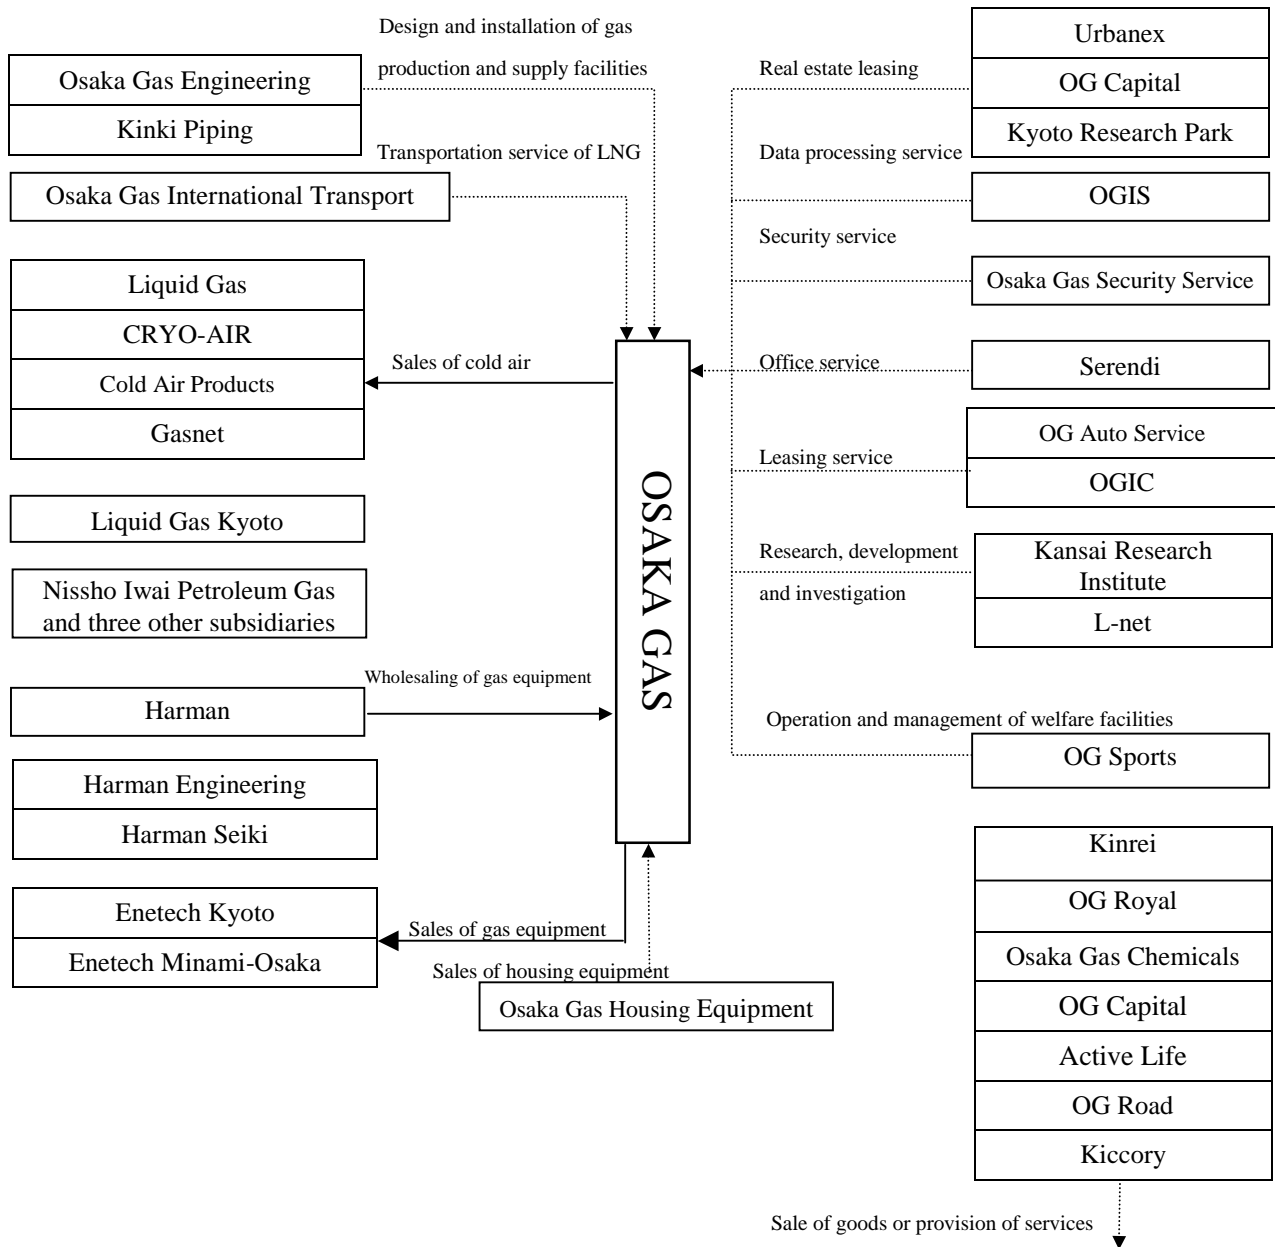 Design and installation of gas
production and supply facilities
Osaka Gas Engineering
Kinki Piping
Transportation service of LNG
Osaka Gas International Transport
Liquid Gas
CRYO-AIR
Cold Air Products
Gasnet
Sales of cold air
Liquid Gas Kyoto
Nissho Iwai Petroleum Gas
and three other subsidiaries
Wholesaling of gas equipment
Harman
Harman Engineering
Harman Seiki
Enetech Kyoto
Enetech Minami-Osaka
Sales of gas equipment
Sales of housing equipment
Osaka Gas Housing Equipment
OSAKA GAS
Urbanex
Real estate leasing
OG Capital
Kyoto Research Park
Data processing service
OGIS
Security service
Osaka Gas Security Service
Office service
Serendi
OG Auto Service
Leasing service
OGIC
Research, development
and investigation
Kansai Research
Institute
L-net
Operation and management of welfare facilities
OG Sports
Kinrei
OG Royal
Osaka Gas Chemicals
OG Capital
Active Life
OG Road
Kiccory
Sale of goods or provision of services